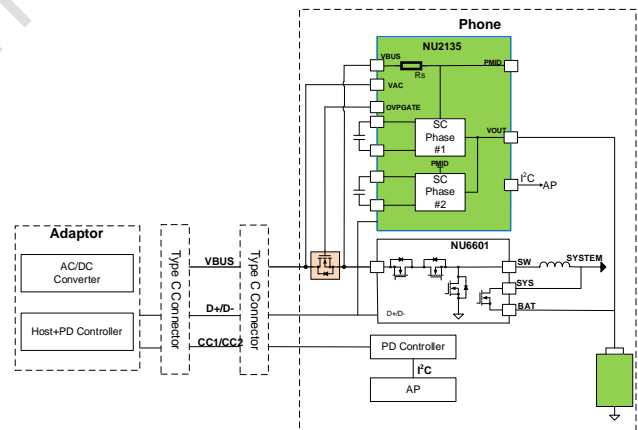 Phone
NU2135
VBUS
Rs
PMID
VAC
OVPGATE
SC
Phase
#1
VOUT
PMID
SC
Phase
#2
I²C
AP
Adaptor
AC/DC
Converter
Host+PD Controller
Type C Connector
VBUS
D+/D-
CC1/CC2
Type C Connector
NU6601
SW
SYSTEM
SYS
BAT
D+/D-
PD Controller
I²C
AP